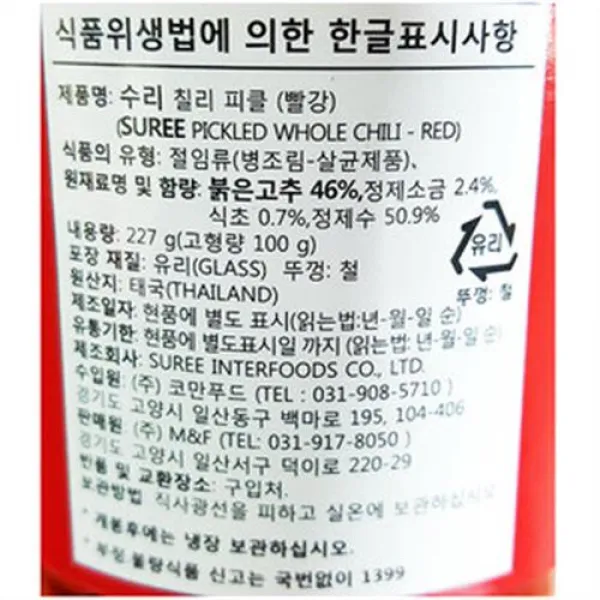 식품위생법에 의한 한글표시사항
제품명: 수리 칠리 피클 (빨강)
(SUREE PICKLED WHOLE CHILI - RED)
식품의 유형: 절임류(병조림-살균제품)、
원재료명 및 함량: 붉은고추 46%,정제소금 2.4%,
식초 0.7%,정제수 50.9%
내용량: 227 g(고형량 100 g)
포장 재질: 유리(GLASS) 뚜껑: 철
유리
뚜껑: 철
원산지: 태국(THAILAND)
제조일자: 현품에 별도 표시(읽는법:년-월-일 순)
유통기한: 현품에 별도표시일 까지 (읽는법: 년-월-일 순)
제조회사: SUREE INTERFOODS CO., LTD.
수입원: (주) 코만푸드 (TEL : 031-908-5710 )
경기도 고양시 일산동구 백마로 195, 104-406
판매원: (주) M&F (TEL: 031-917-8050 )
경기도 고양시 일산서구 덕이로 220-29
반품 및 교환장소: 구입처.
보관방법 직사광선을 피하고 실온에 보관하십시오
* 개봉후에는 냉장 보관하십시오.
* 부정 불량식품 신고는 국번없이 1399